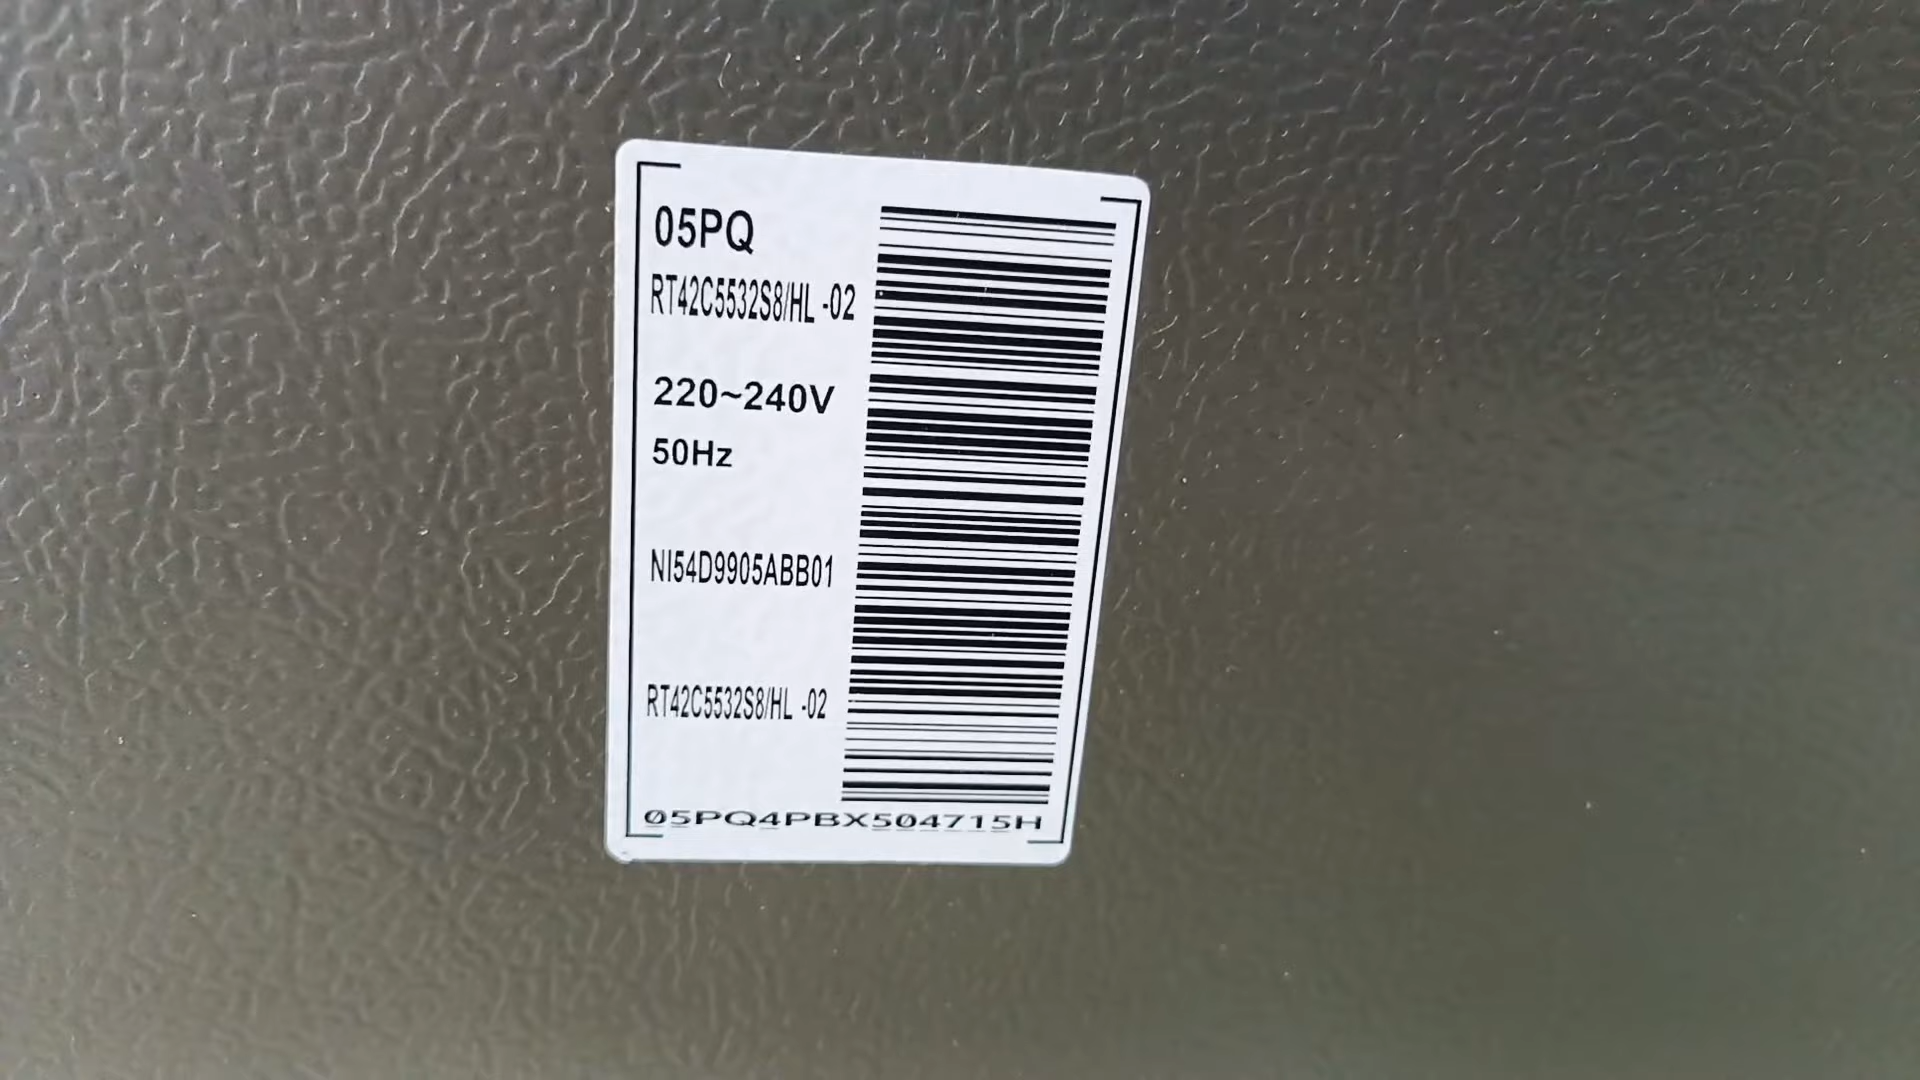 05PQ
RT42C5532S8/HL -02
220~240V
50Hz
NI54D9905ABB01
RT42C5532S8/HL -02
05PQ4PBX504715H